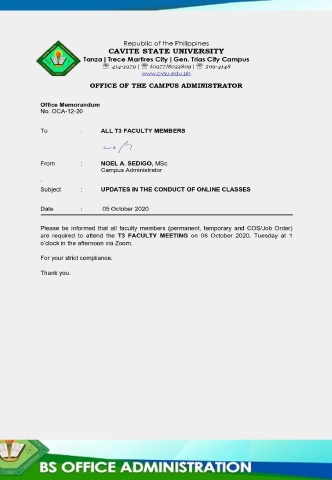 Republic of the Philippines
CAVITE STATE UNIVERSITY
Tanza | Trece Martires City | Gen. Trias City Campus
☏ 414-3979 | ☏ 60977/8033809 | ☏ 509-4148
www.cvsu.edu.ph
OFFICE OF THE CAMPUS ADMINISTRATOR
Office Memorandum
No. OCA-12-20
To : ALL T3 FACULTY MEMBERS
From : NOEL A. SEDIGO, MSc
Campus Administrator
Subject : UPDATES IN THE CONDUCT OF ONLINE CLASSES
Date : 05 October 2020
Please be informed that all faculty members (permanent, temporary and COS/Job Order)
are required to attend the T3 FACULTY MEETING on 06 October 2020, Tuesday at 1
o'clock in the afternoon via Zoom.
For your strict compliance.
Thank you.
BS OFFICE ADMINISTRATION